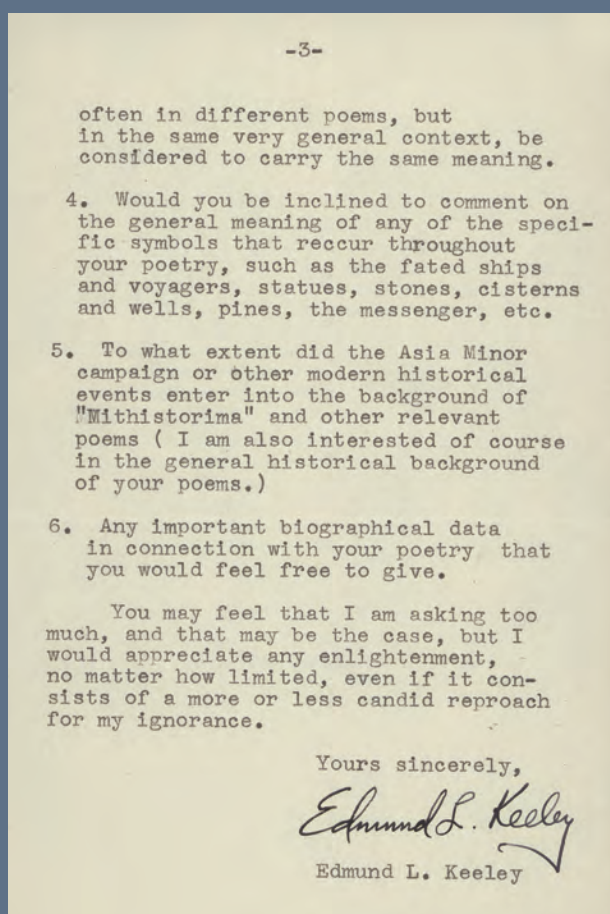 -3-
often in different poems, but
in the same very general context, be
considered to carry the same meaning.
4. Would you be inclined to comment on
the general meaning of any of the speci-
fic symbols that reccur throughout
your poetry, such as the fated ships
and voyagers, statues, stones, cisterns
and wells, pines, the messenger, etc.
5. To what extent did the Asia Minor
campaign or other modern historical
events enter into the background of
"Mithistorima" and other relevant
poems ( I am also interested of course
in the general historical background
of your poems.)
6. Any important biographical data
in connection with your poetry that
you would feel free to give.
You may feel that I am asking too
much, and that may be the case, but I
would appreciate any enlightenment,
no matter how limited, even if it con-
sists of a more or less candid reproach
for my ignorance.
Yours sincerely,
Edmund L. Keeley
Edmund L. Keeley